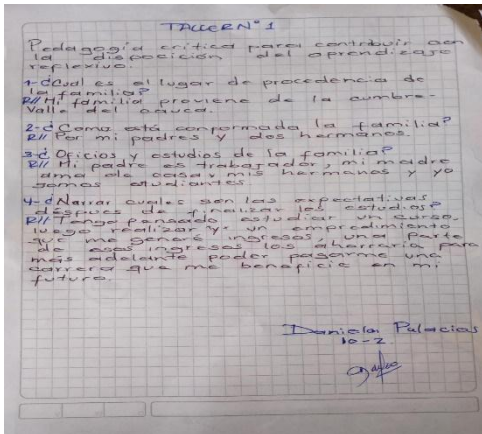 TALLER N° 1
Pedagogía crítica para contribuir con
la disposición del aprendizaje
reflexivo.
1-¿Cual es el lugar de procedencia de
la familia?
R// Mi familia proviene de la cumbre-
Valle del cauca.
2-¿Como está conformada la familia?
R// Por mi padres y dos hermanos.
3-¿Oficios y estudios de la familia?
R// Mi padre es trabajador, mi madre
ama de casa y mis hermanos y yo
somos estudiantes.
4-¿Narrar cuales son las expectativas
después de finalizar los estudios?
R// Tengo pensado estudiar un curso,
luego realizar y un empredimiento
que me generé ingresos, una parte
de esos ingresos los ahorraria para
más adelante poder pagarme una
carrera que me beneficie en mi
futuro.
Daniela Palacios
10-2